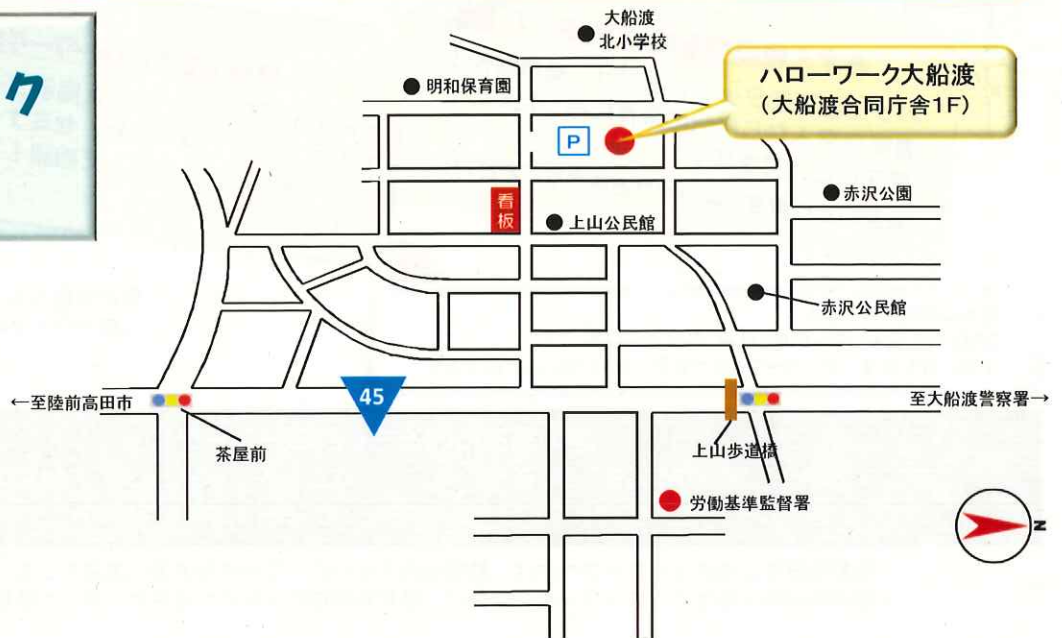 ク
大船渡
北小学校
明和保育園
ハローワーク大船渡
(大船渡合同庁舎1F)
P
看板
上山公民館
赤沢公園
赤沢公民館
←至陸前高田市
45
至大船渡警察署→
茶屋前
上山歩道橋
労働基準監督署
N